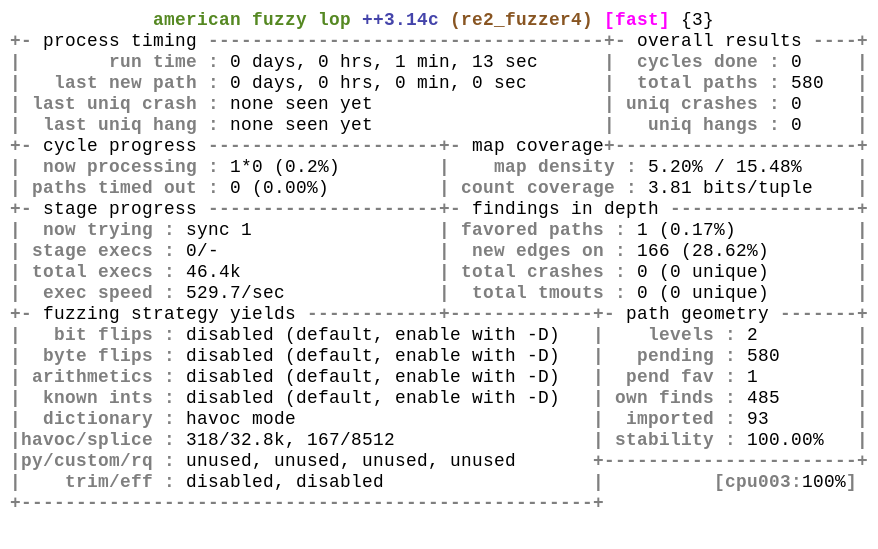 american fuzzy lop ++3.14c (re2_fuzzer4) [fast] {3}
+- process timing ------------------------------------+- overall results ----+
|        run time : 0 days, 0 hrs, 1 min, 13 sec      |  cycles done : 0     |
|   last new path : 0 days, 0 hrs, 0 min, 0 sec       |  total paths : 580   |
| last uniq crash : none seen yet                     | uniq crashes : 0     |
|  last uniq hang : none seen yet                     |   uniq hangs : 0     |
+- cycle progress ---------------------+- map coverage+----------------------+
|  now processing : 1*0 (0.2%)         |    map density : 5.20% / 15.48%     |
| paths timed out : 0 (0.00%)          | count coverage : 3.81 bits/tuple    |
+- stage progress ---------------------+- findings in depth -----------------+
|  now trying : sync 1                 | favored paths : 1 (0.17%)           |
| stage execs : 0/-                    |  new edges on : 166 (28.62%)        |
| total execs : 46.4k                  | total crashes : 0 (0 unique)        |
|  exec speed : 529.7/sec              |  total tmouts : 0 (0 unique)        |
+- fuzzing strategy yields ------------+-------------+- path geometry -------+
|   bit flips : disabled (default, enable with -D)   |    levels : 2         |
|  byte flips : disabled (default, enable with -D)   |   pending : 580       |
| arithmetics : disabled (default, enable with -D)   |  pend fav : 1         |
|  known ints : disabled (default, enable with -D)   | own finds : 485       |
|  dictionary : havoc mode                           |  imported : 93        |
|havoc/splice : 318/32.8k, 167/8512                  | stability : 100.00%   |
|py/custom/rq : unused, unused, unused, unused       +-----------------------+
|    trim/eff : disabled, disabled                   |          [cpu003:100%]
+----------------------------------------------------+